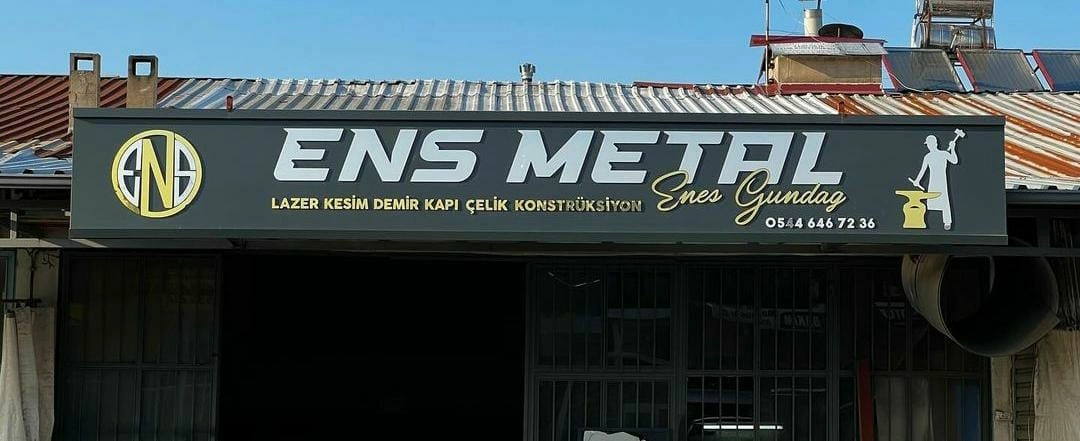 ENS
ENS METAL
Enes Gundag
LAZER KESİM DEMİR KAPI ÇELİK KONSTRÜKSİYON
0544 646 72 36